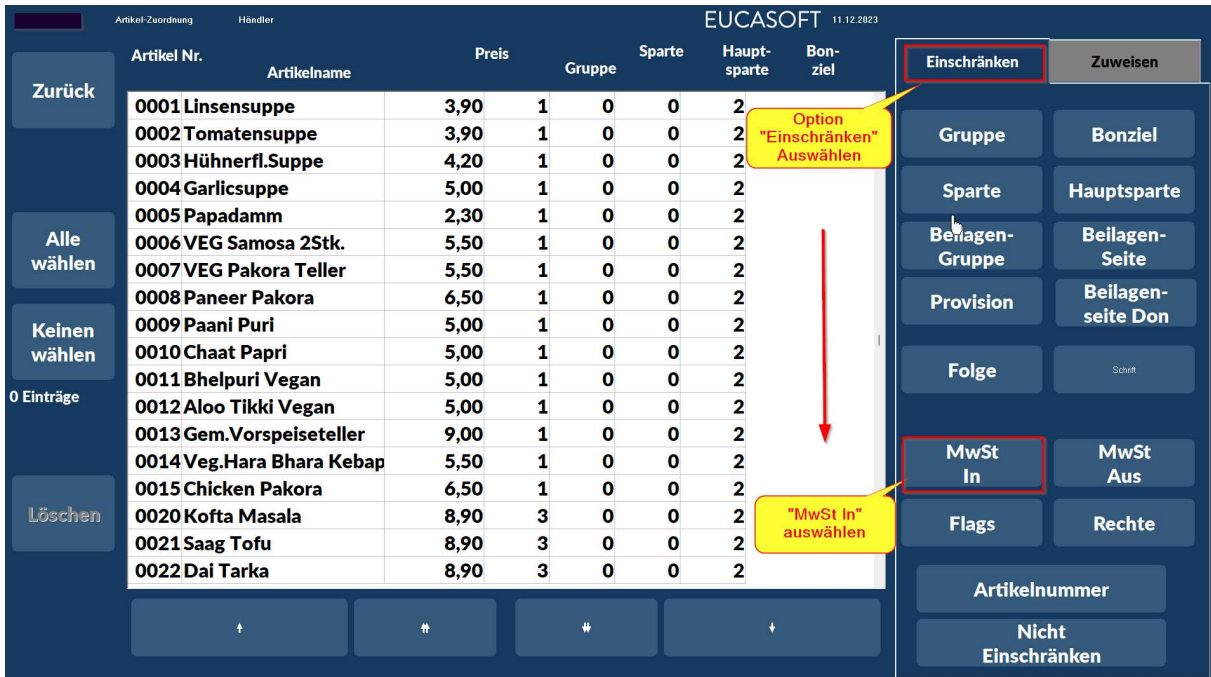 Artikel-Zuordnung Händler EUCASOFT 11.12.2023
Artikel Nr. Artikelname Preis Gruppe Sparte Haupt- Bon-
sparte ziel
Zurück
Alle
wählen
Keinen
wählen
0 Einträge
Löschen
0001 Linsensuppe 3,90 1 0 0 2
0002 Tomatensuppe 3,90 1 0 0 2
0003 Hühnerfl.Suppe 4,20 1 0 0 2
0004 Garlicsuppe 5,00 1 0 0 2
0005 Papadamm 2,30 1 0 0 2
0006 VEG Samosa 2Stk. 5,50 1 0 0 2
0007 VEG Pakora Teller 5,50 1 0 0 2
0008 Paneer Pakora 6,50 1 0 0 2
0009 Paani Puri 5,00 1 0 0 2
0010 Chaat Papri 5,00 1 0 0 2
0011 Bhelpuri Vegan 5,00 1 0 0 2
0012 Aloo Tikki Vegan 5,00 1 0 0 2
0013 Gem.Vorspeiseteller 9,00 1 0 0 2
0014 Veg.Hara Bhara Kebap 5,50 1 0 0 2
0015 Chicken Pakora 6,50 1 0 0 2
0020 Kofta Masala 8,90 3 0 0 2
0021 Saag Tofu 8,90 3 0 0 2
0022 Dai Tarka 8,90 3 0 0 2
Option
"Einschränken"
Auswählen
"MwSt In"
auswählen
Einschränken Zuweisen
Gruppe Bonziel
Sparte Hauptsparte
Beilagen- Beilagen-
Gruppe Seite
Provision Beilagen-
seite Don
Folge Schrift
MwSt MwSt
In Aus
Flags Rechte
Artikelnummer
Nicht
Einschränken